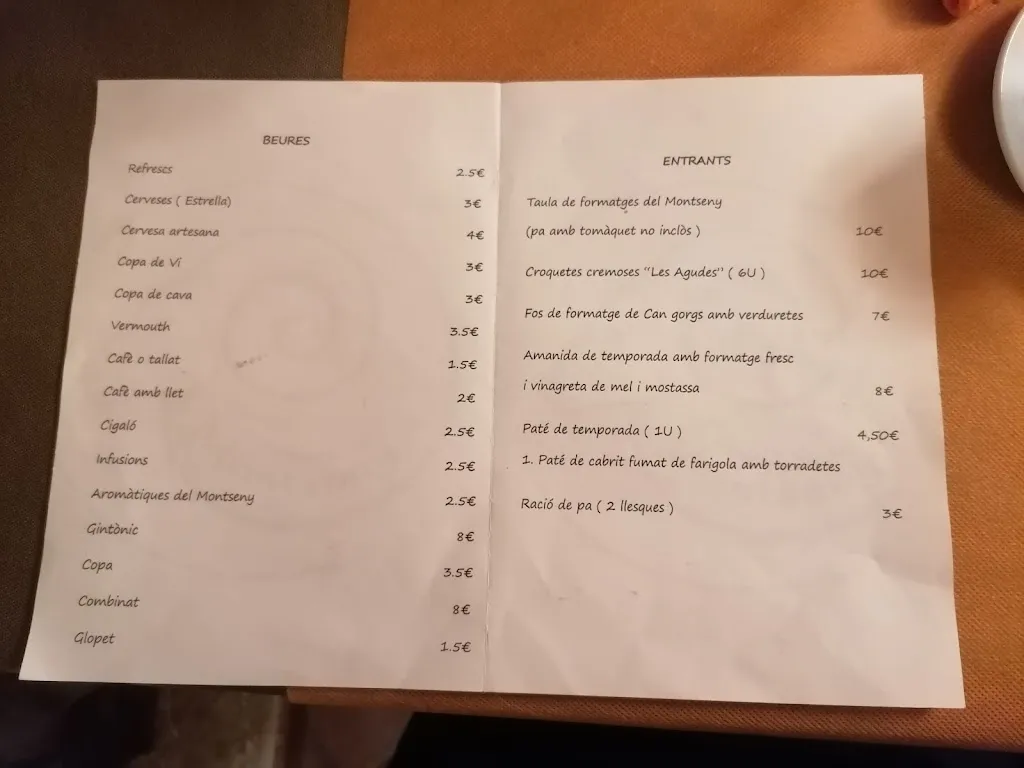 BEURES
Refrescs 2.5€
Cerveses ( Estrella) 3€
Cervesa artesana 4€
Copa de Vi 3€
Copa de cava 3€
Vermouth 3.5€
Cafè o tallat 1.5€
Cafè amb llet 2€
Cigaló 2.5€
Infusions 2.5€
Aromàtiques del Montseny 2.5€
Gintònic 8€
Copa 3.5€
Combinat 8€
Glopet 1.5€
ENTRANTS
Taula de formatges del Montseny
(pa amb tomàquet no inclòs ) 10€
Croquetes cremoses "Les Agudes" ( 6U ) 10€
Fos de formatge de Can gorgs amb verduretes 7€
Amanida de temporada amb formatge fresc
i vinagreta de mel i mostassa 8€
Paté de temporada ( 1U ) 4,50€
1. Paté de cabrit fumat de farigola amb torradetes
Ració de pa ( 2 llesques ) 3€